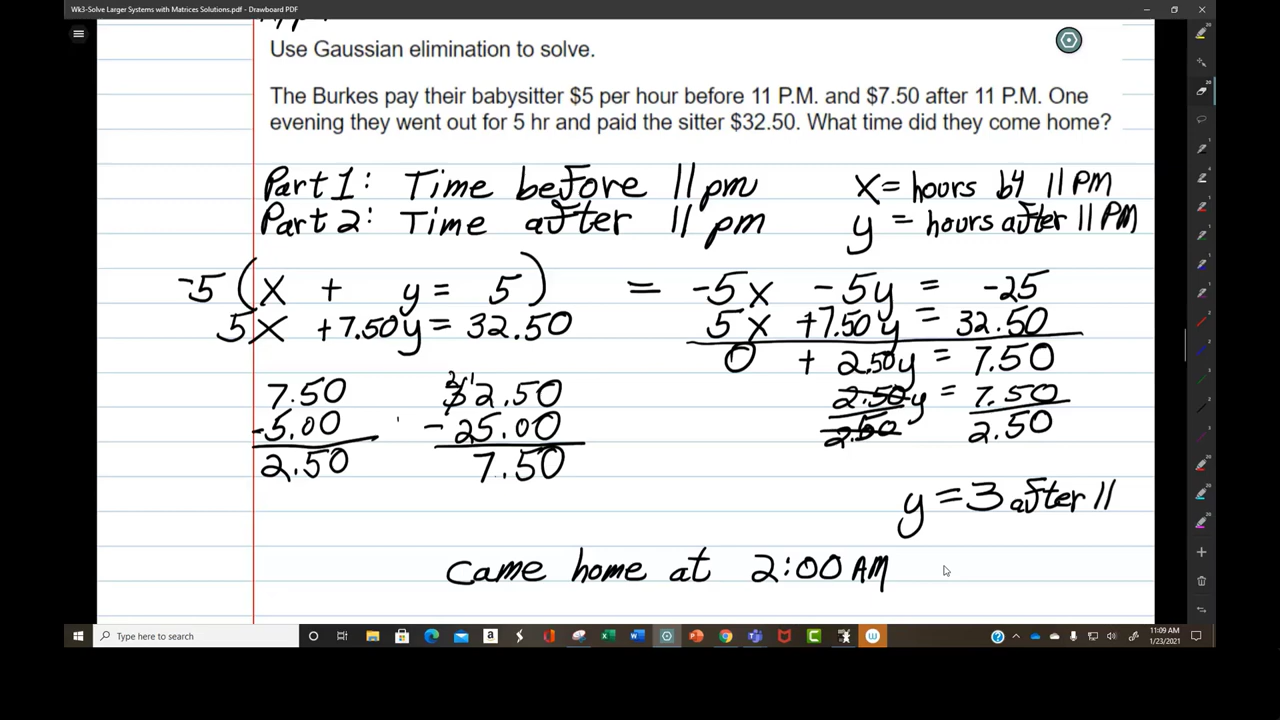 Wk3-Solve Larger Systems with Matrices Solutions.pdf - Drawboard PDF
Use Gaussian elimination to solve.
The Burkes pay their babysitter $5 per hour before 11 P.M. and $7.50 after 11 P.M. One
evening they went out for 5 hr and paid the sitter $32.50. What time did they come home?
Part 1: Time before 11 pm
Part 2: Time after 11 pm
x = hours b4 11 PM
y = hours after 11 PM
-5 (x + y = 5)
5x +7.50y = 32.50
= -5x - 5y = -25
5x +7.50y = 32.50
0 + 2.50y = 7.50
2.50y = 7.50
2.50 2.50
7.50
-5.00
2.50
32.50
- 25.00
7.50
y = 3 after 11
Came home at 2:00 AM
Type here to search
11:09 AM
1/23/2021